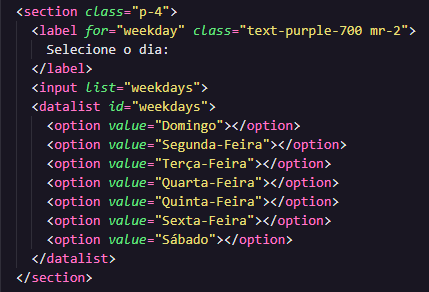 <section class="p-4">
<label for="weekday" class="text-purple-700 mr-2">
Selecione o dia:
</label>
<input list="weekdays">
<datalist id="weekdays">
<option value="Domingo"></option>
<option value="Segunda-Feira"></option>
<option value="Terça-Feira"></option>
<option value="Quarta-Feira"></option>
<option value="Quinta-Feira"></option>
<option value="Sexta-Feira"></option>
<option value="Sábado"></option>
</datalist>
</section>